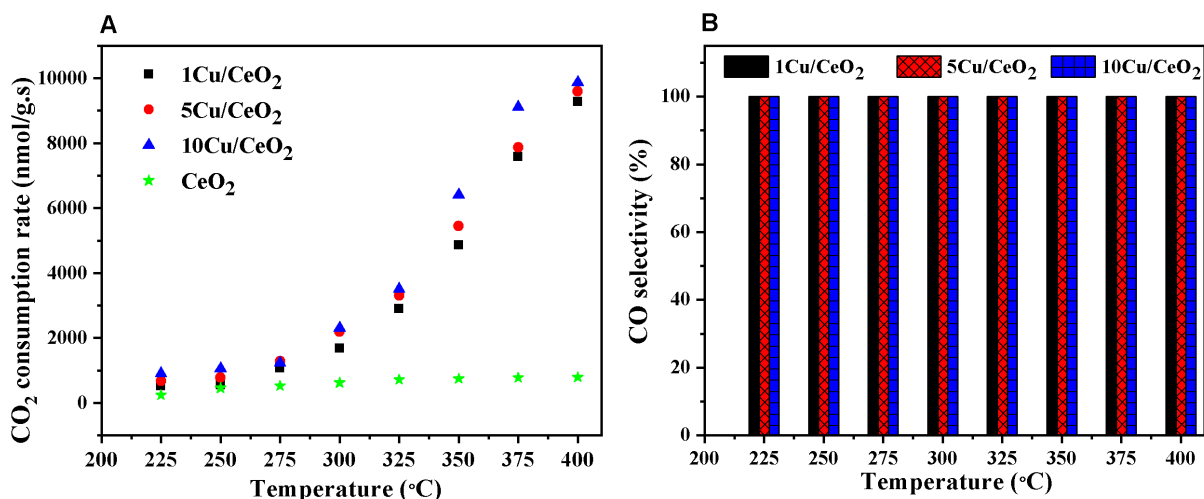 A
CO2 consumption rate (nmol/g.s)
10000
8000
6000
4000
2000
0
1Cu/CeO2
5Cu/CeO2
10Cu/CeO2
CeO2
200 225 250 275 300 325 350 375 400
Temperature (°C)
B
CO selectivity (%)
1Cu/CeO2 5Cu/CeO2 10Cu/CeO2
100
80
60
40
20
0
200 225 250 275 300 325 350 375 400
Temperature (°C)